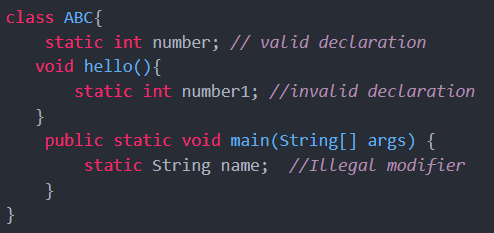 class ABC{
static int number; // valid declaration
void hello(){
static int number1; //invalid declaration
}
public static void main(String[] args) {
static String name;  //Illegal modifier
}
}